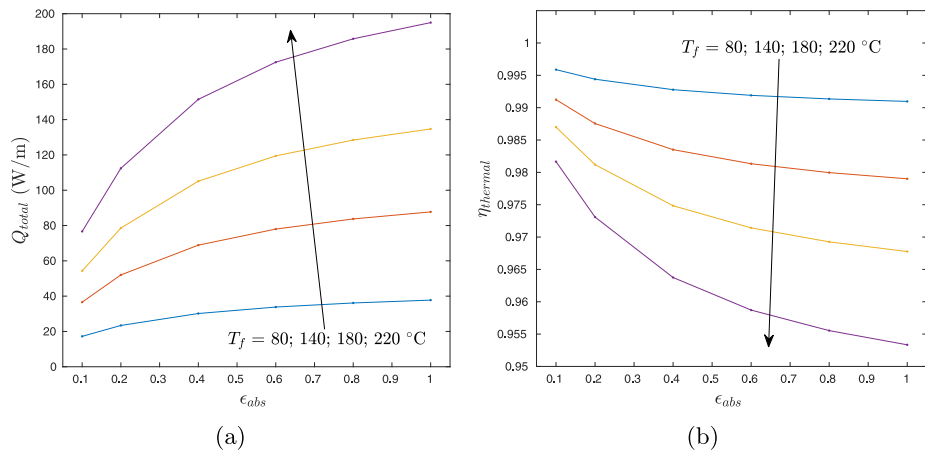 200
180
160
140
120
100
80
60
40
20
0
Q_total (W/m)
T_f = 80; 140; 180; 220 °C
0.1 0.2 0.3 0.4 0.5 0.6 0.7 0.8 0.9 1
ϵ_abs
(a)
1
0.995
0.99
0.985
0.98
0.975
0.97
0.965
0.96
0.955
0.95
η_thermal
T_f = 80; 140; 180; 220 °C
0.1 0.2 0.3 0.4 0.5 0.6 0.7 0.8 0.9 1
ϵ_abs
(b)